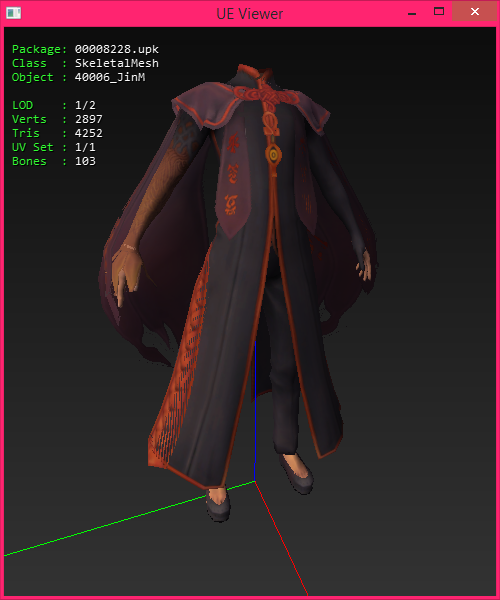 UE Viewer
Package: 00008228.upk
Class : SkeletalMesh
Object : 40006_JinM
LOD : 1/2
Verts : 2897
Tris : 4252
UV Set : 1/1
Bones : 103